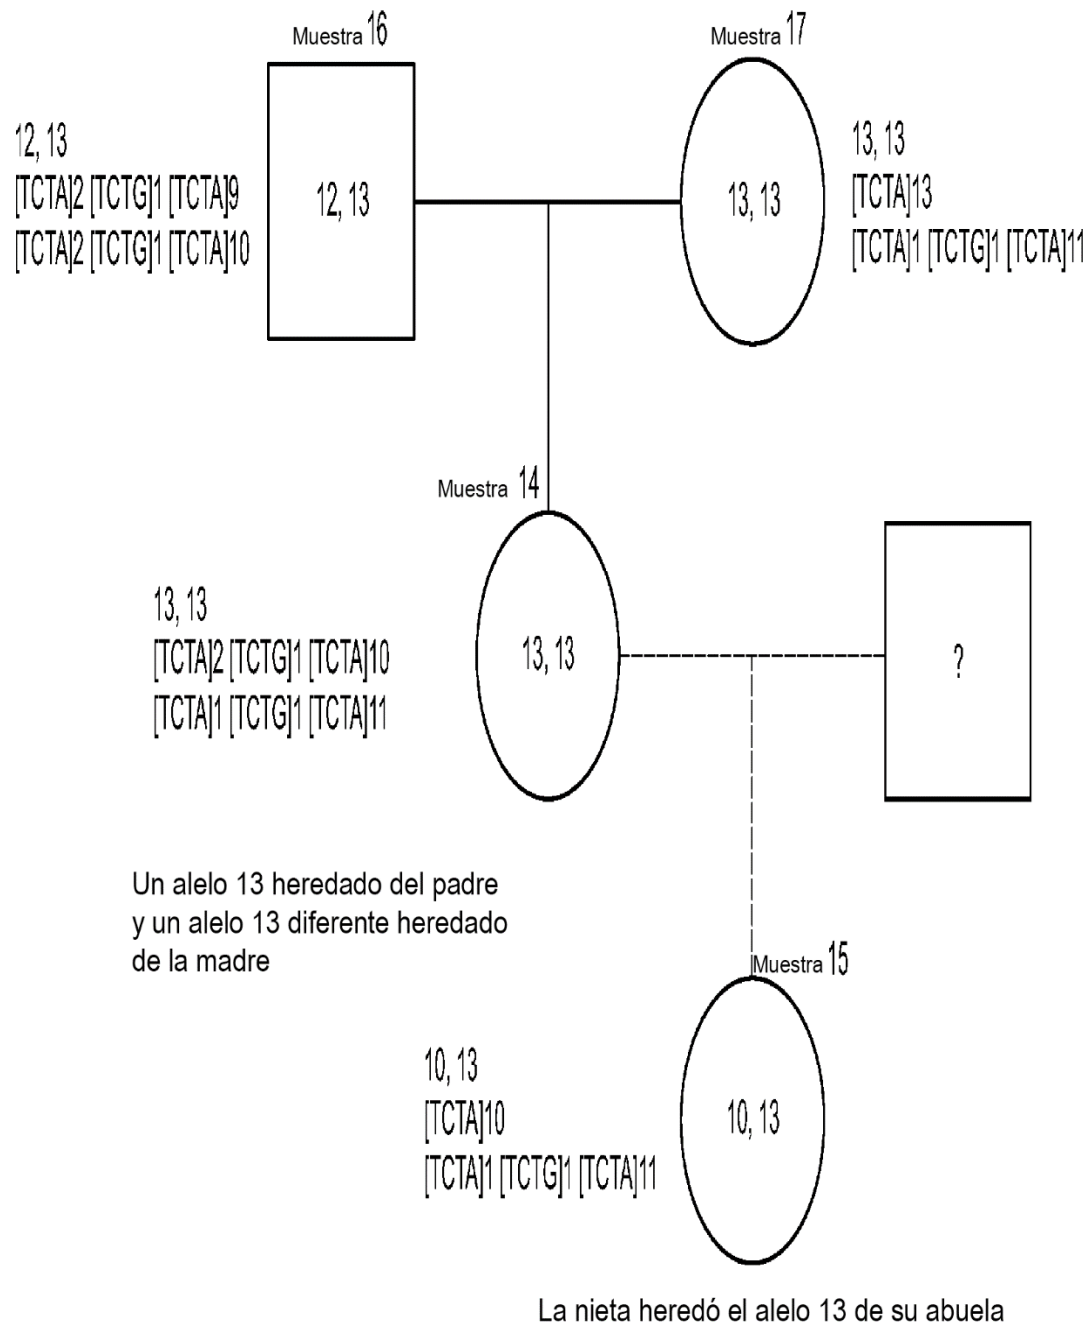 Muestra 16
Muestra 17
12, 13
[TCTA]2 [TCTG]1 [TCTA]9
[TCTA]2 [TCTG]1 [TCTA]10
12, 13
13, 13
13, 13
[TCTA]13
[TCTA]1 [TCTG]1 [TCTA]11
Muestra 14
13, 13
[TCTA]2 [TCTG]1 [TCTA]10
[TCTA]1 [TCTG]1 [TCTA]11
13, 13
?
Un alelo 13 heredado del padre
y un alelo 13 diferente heredado
de la madre
Muestra 15
10, 13
[TCTA]10
[TCTA]1 [TCTG]1 [TCTA]11
10, 13
La nieta heredó el alelo 13 de su abuela